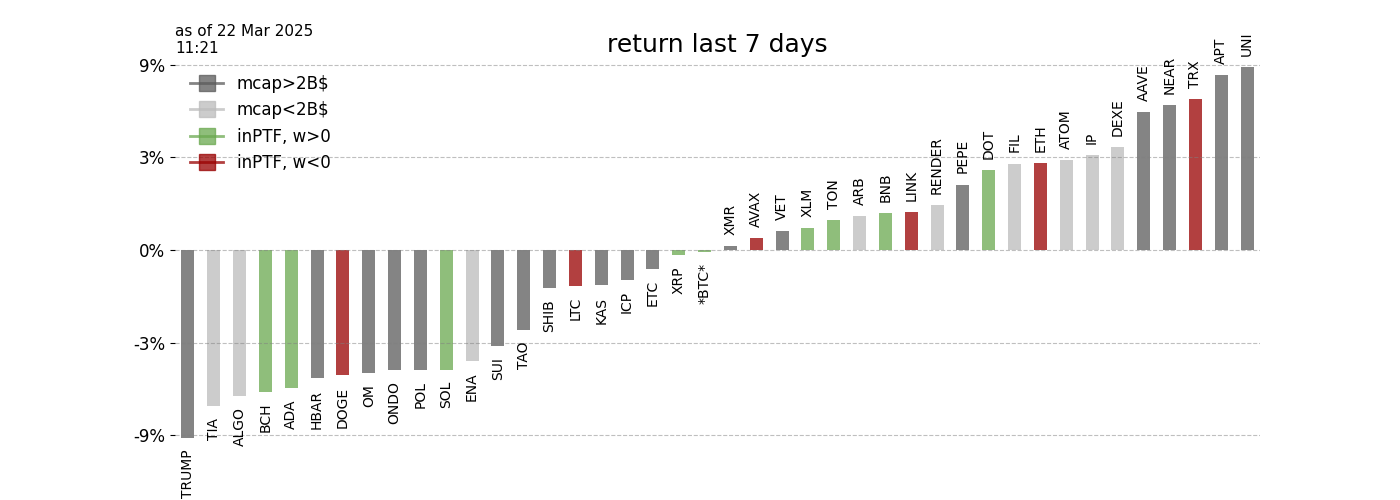 as of 22 Mar 2025
11:21
return last 7 days
mcap>2B$
mcap<2B$
inPTF, w>0
inPTF, w<0
9%
3%
0%
-3%
-9%
TRUMP
TIA
ALGO
BCH
ADA
HBAR
DOGE
OM
ONDO
POL
SOL
ENA
SUI
TAO
SHIB
LTC
KAS
ICP
ETC
XRP
*BTC*
XMR
AVAX
VET
XLM
TON
ARB
BNB
LINK
RENDER
PEPE
DOT
FIL
ETH
ATOM
IP
DEXE
AAVE
NEAR
TRX
APT
UNI